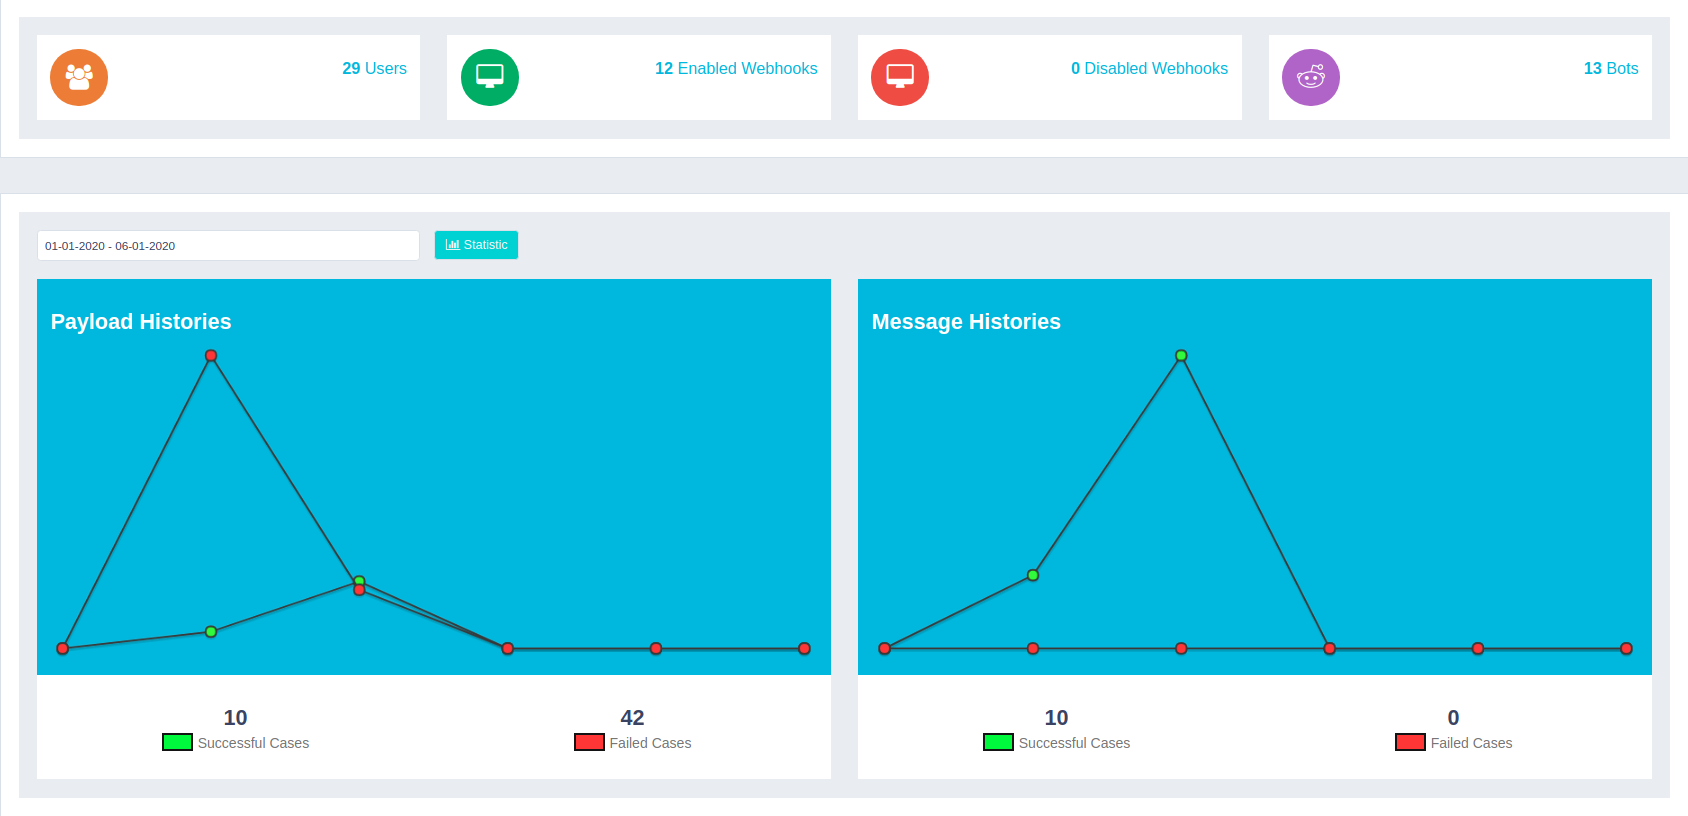 29 Users
12 Enabled Webhooks
0 Disabled Webhooks
13 Bots
01-01-2020 - 06-01-2020
Statistic
Payload Histories
Message Histories
10
Successful Cases
42
Failed Cases
10
Successful Cases
0
Failed Cases